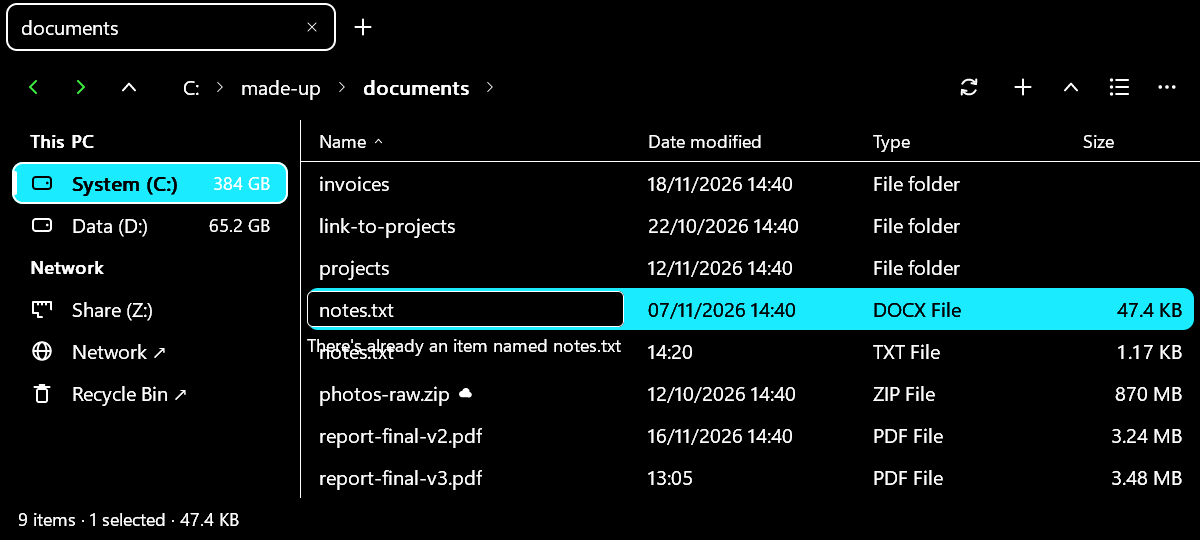 documents
C: made-up documents
This PC
System (C:) 384 GB
Data (D:) 65.2 GB
Network
Share (Z:)
Network
Recycle Bin
Name Date modified Type Size
invoices 18/11/2026 14:40 File folder
link-to-projects 22/10/2026 14:40 File folder
projects 12/11/2026 14:40 File folder
notes.txt 07/11/2026 14:40 DOCX File 47.4 KB
There's already an item named notes.txt
notes.txt 14:20 TXT File 1.17 KB
photos-raw.zip 12/10/2026 14:40 ZIP File 870 MB
report-final-v2.pdf 16/11/2026 14:40 PDF File 3.24 MB
report-final-v3.pdf 13:05 PDF File 3.48 MB
9 items · 1 selected · 47.4 KB